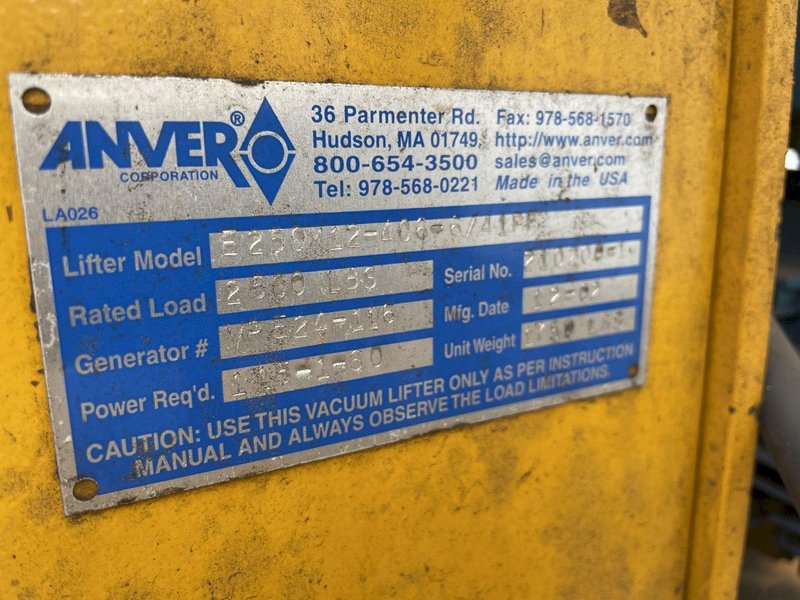 ANVER®
CORPORATION
36 Parmenter Rd. Fax: 978-568-1570
Hudson, MA 01749 http://www.anver.com
800-654-3500 sales@anver.com
Tel: 978-568-0221 Made in the USA
LA026
Lifter Model
Rated Load LBS
Serial No.
Generator #
Mfg. Date 12-02
Power Req'd.
Unit Weight LBS
CAUTION: USE THIS VACUUM LIFTER ONLY AS PER INSTRUCTION
MANUAL AND ALWAYS OBSERVE THE LOAD LIMITATIONS.